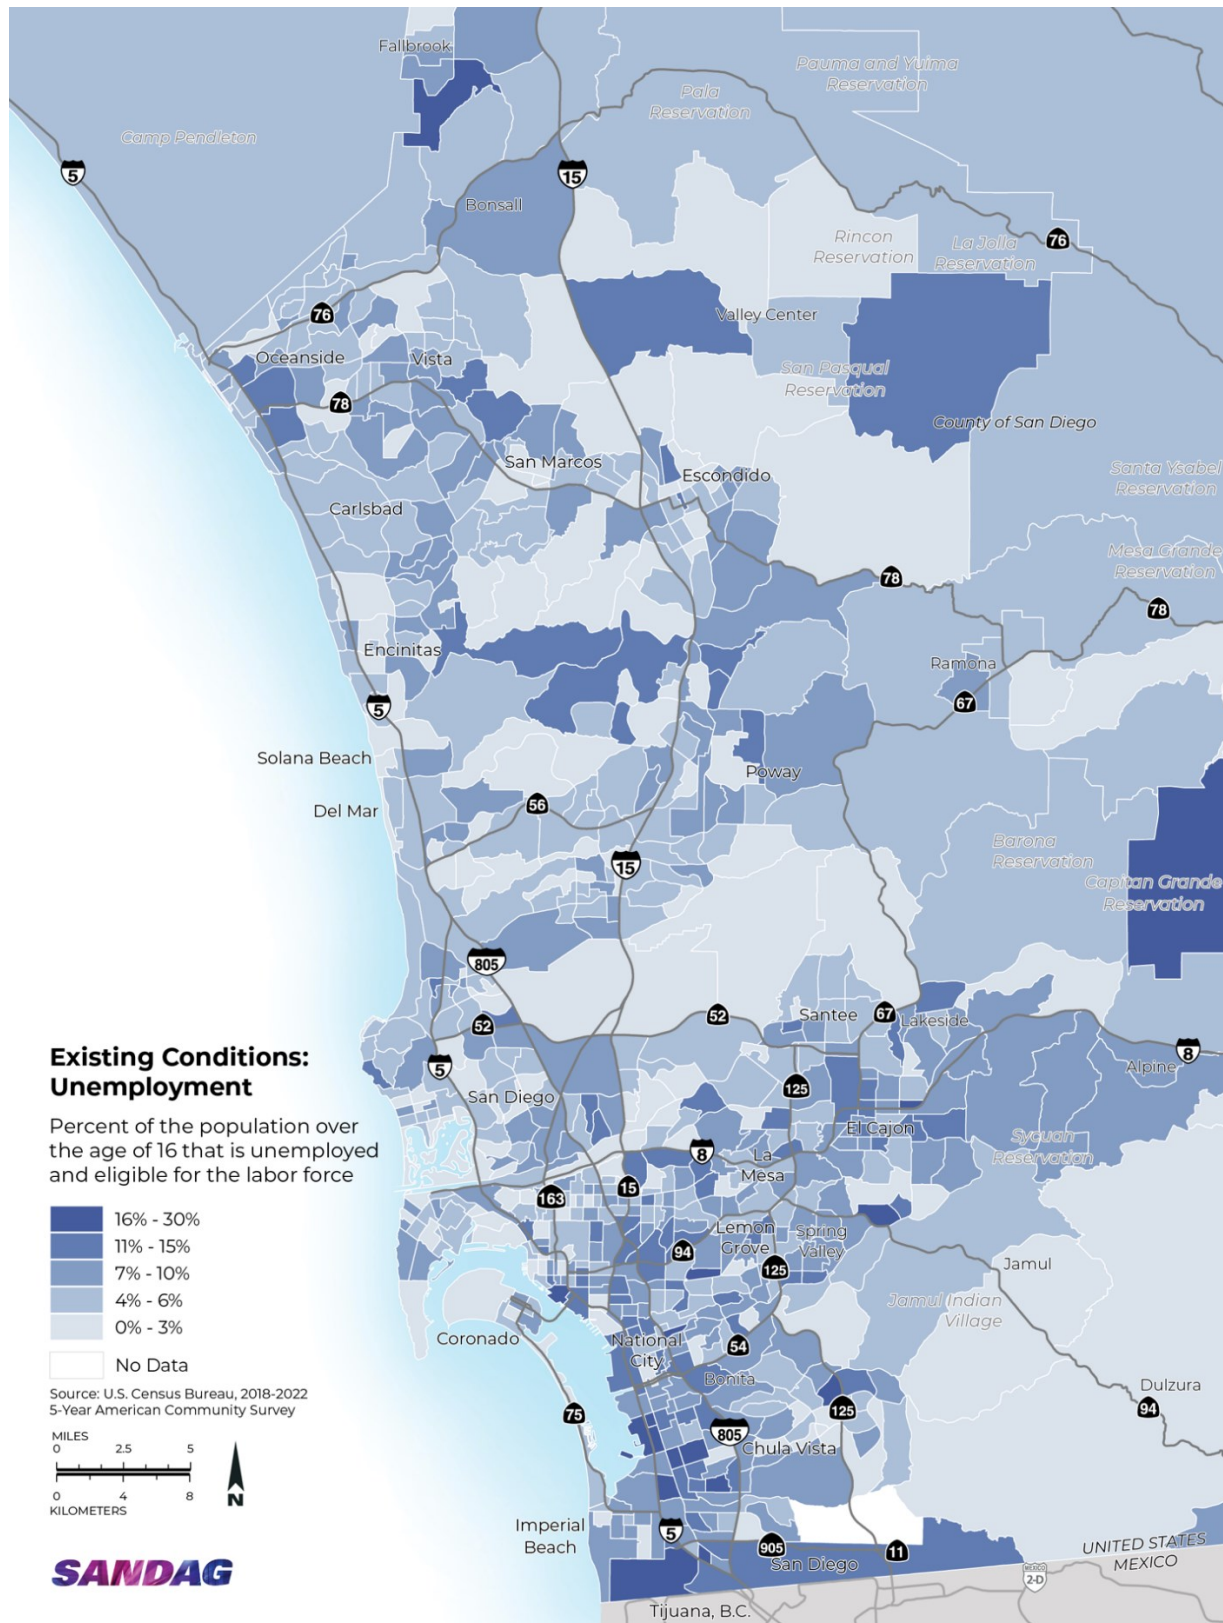 Fallbrook
Pauma and Yuima
Reservation
Pala
Reservation
Camp Pendleton
5
15
Bonsall
Rincon
Reservation
La Jolla
Reservation
76
76
Valley Center
Oceanside
Vista
San Pasqual
Reservation
78
County of San Diego
San Marcos
Escondido
Santa Ysabel
Reservation
Carlsbad
Mesa Grande
Reservation
78
78
Encinitas
Ramona
67
5
Solana Beach
Poway
Del Mar
56
Barona
Reservation
15
Capitan Grande
Reservation
805
52
52
Santee
67
Lakeside
Existing Conditions:
Unemployment
5
8
Alpine
125
San Diego
Percent of the population over
the age of 16 that is unemployed
and eligible for the labor force
El Cajon
Sycuan
Reservation
8
La
Mesa
163
15
16% - 30%
11% - 15%
7% - 10%
4% - 6%
0% - 3%
No Data
Lemon
Grove
Spring
Valley
94
125
Jamul
Jamul Indian
Village
Coronado
National
City
54
Bonita
Source: U.S. Census Bureau, 2018-2022
5-Year American Community Survey
Dulzura
94
75
125
805
Chula Vista
MILES
0 2.5 5
0 4 8
KILOMETERS
N
Imperial
Beach
5
905
San Diego
11
UNITED STATES
MEXICO
MEXICO
2-D
SANDAG
Tijuana, B.C.